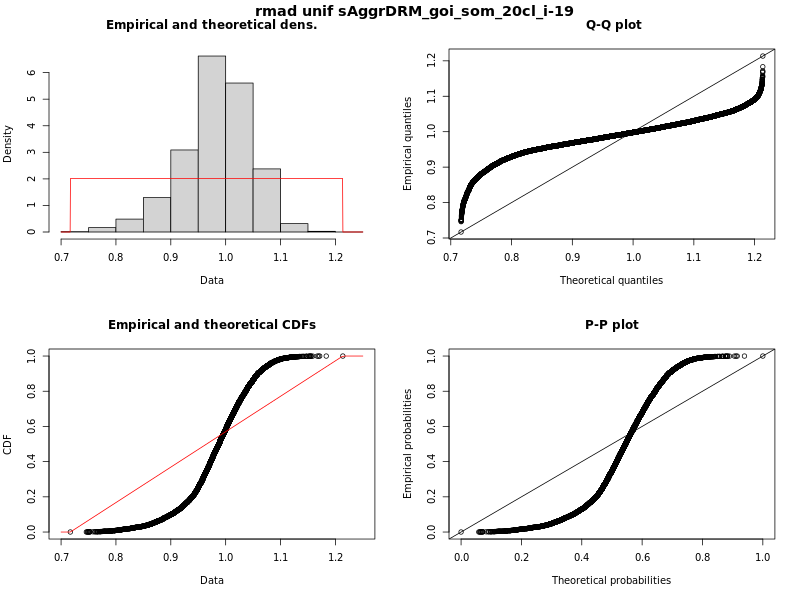 rmad unif sAggrDRM_goi_som_20cl_i-19
Empirical and theoretical dens.
Density
0 1 2 3 4 5 6
0.7 0.8 0.9 1.0 1.1 1.2
Data
Q-Q plot
Empirical quantiles
0.7 0.8 0.9 1.0 1.1 1.2
0.7 0.8 0.9 1.0 1.1 1.2
Theoretical quantiles
Empirical and theoretical CDFs
CDF
0.0 0.2 0.4 0.6 0.8 1.0
0.7 0.8 0.9 1.0 1.1 1.2
Data
P-P plot
Empirical probabilities
0.0 0.2 0.4 0.6 0.8 1.0
0.0 0.2 0.4 0.6 0.8 1.0
Theoretical probabilities